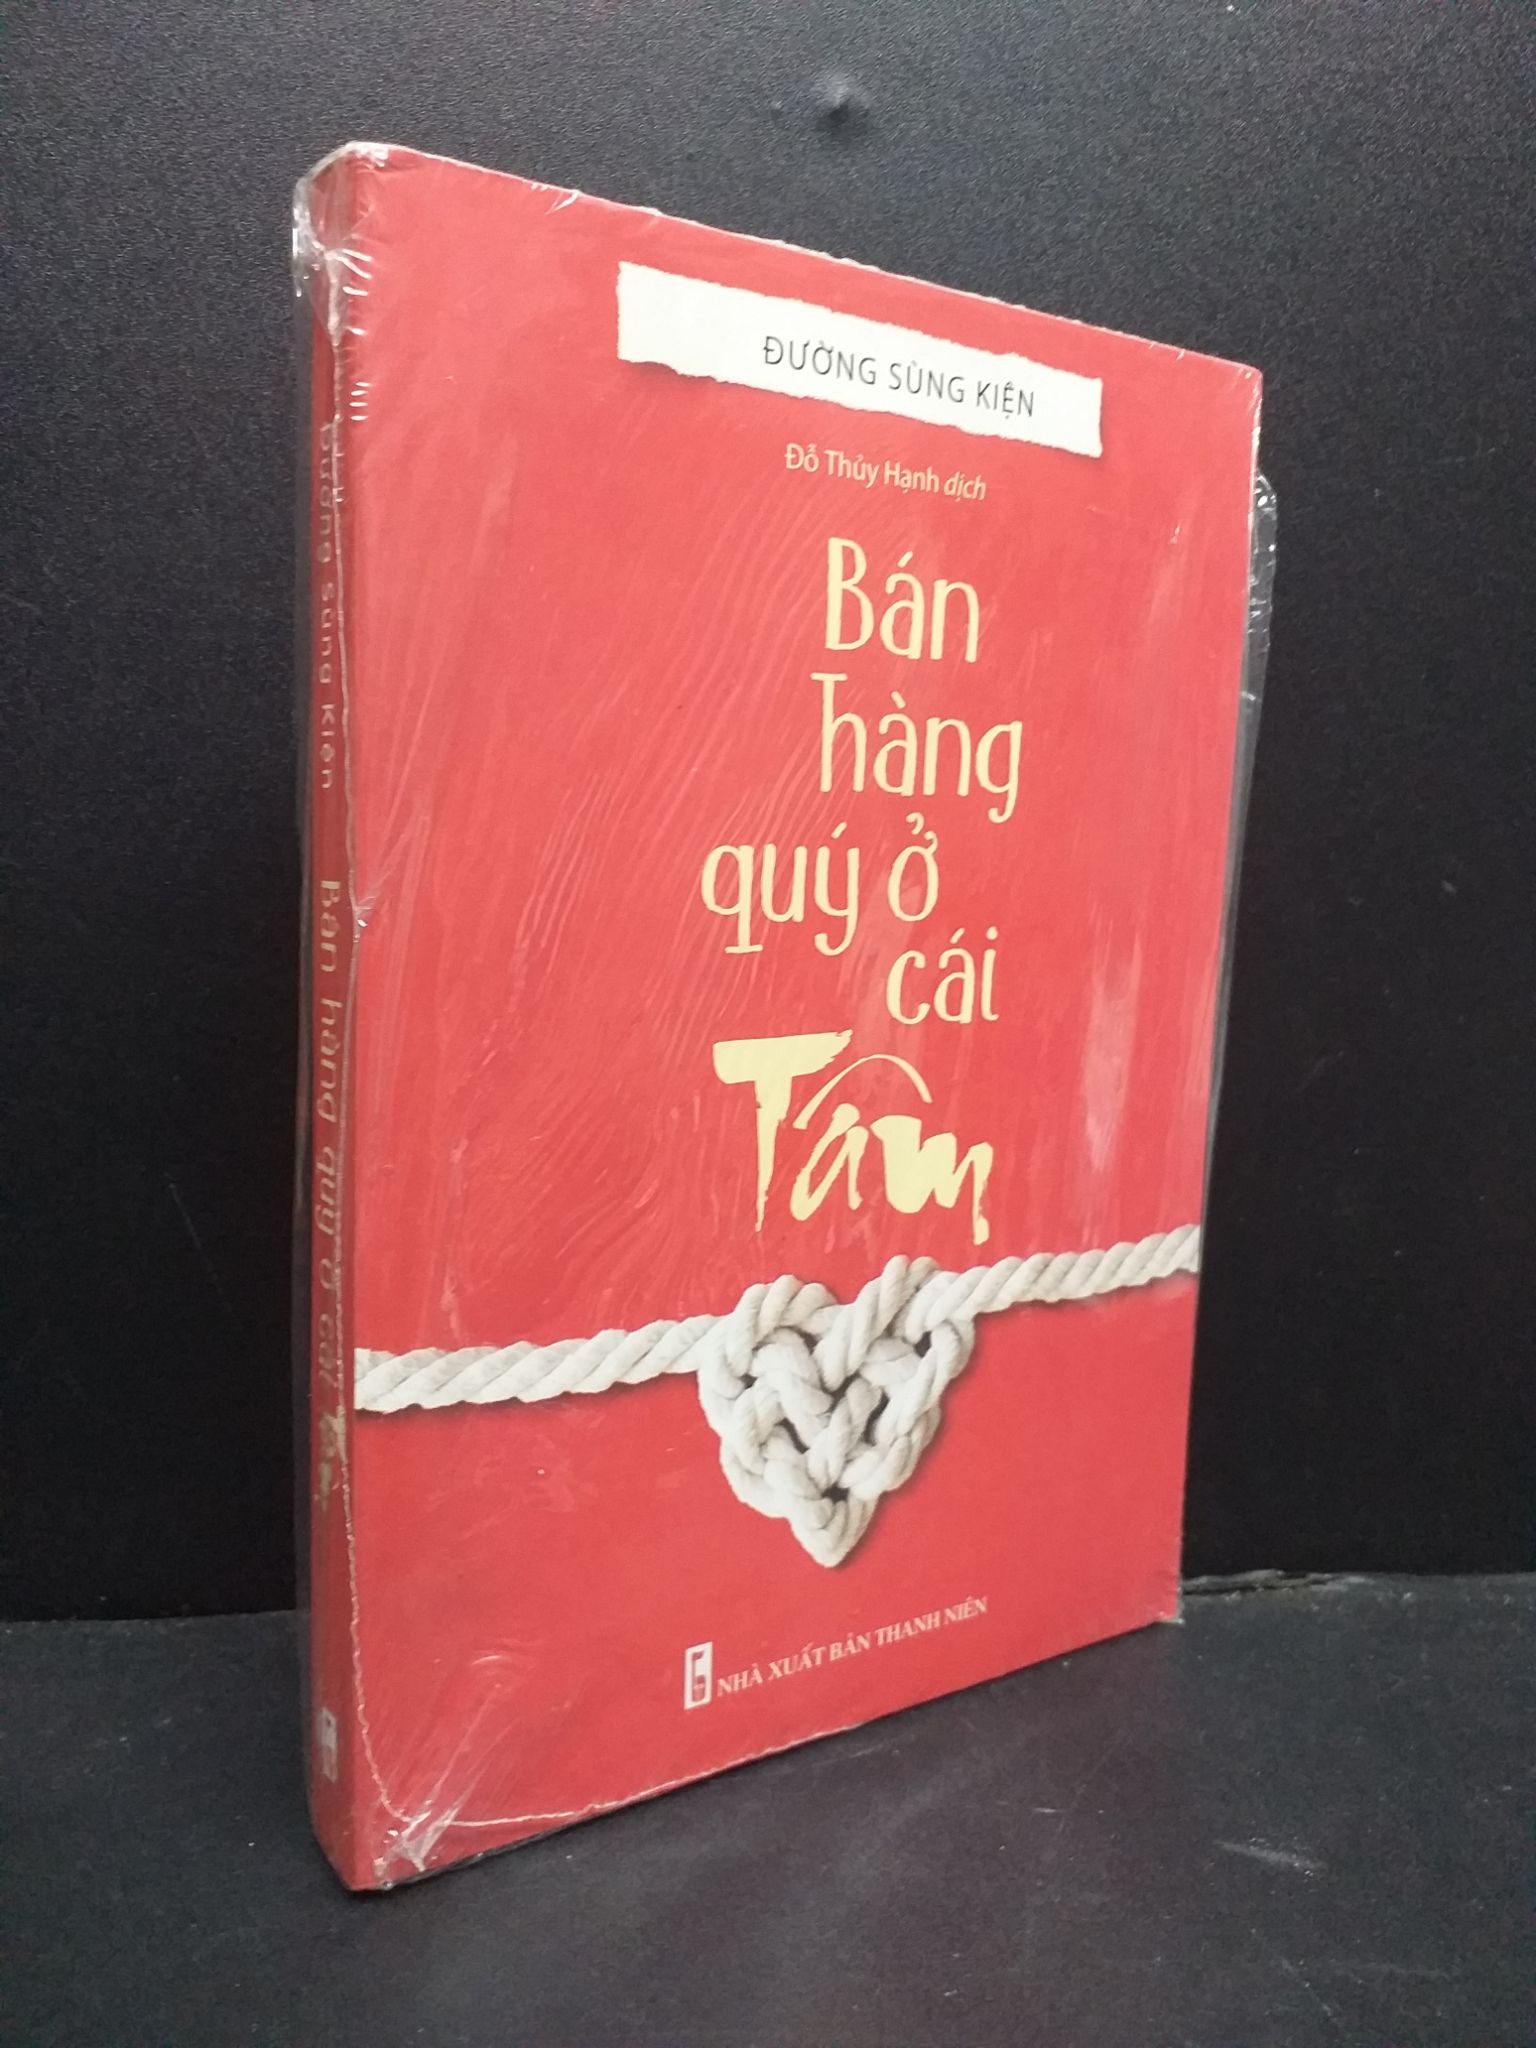 ĐƯỜNG SÙNG KIỆN
Đỗ Thủy Hạnh dịch
Bán
hàng
quý ở
cái
Tâm
NHÀ XUẤT BẢN THANH NIÊN
Đường Sùng Kiện Bán hàng quý ở cái Tâm